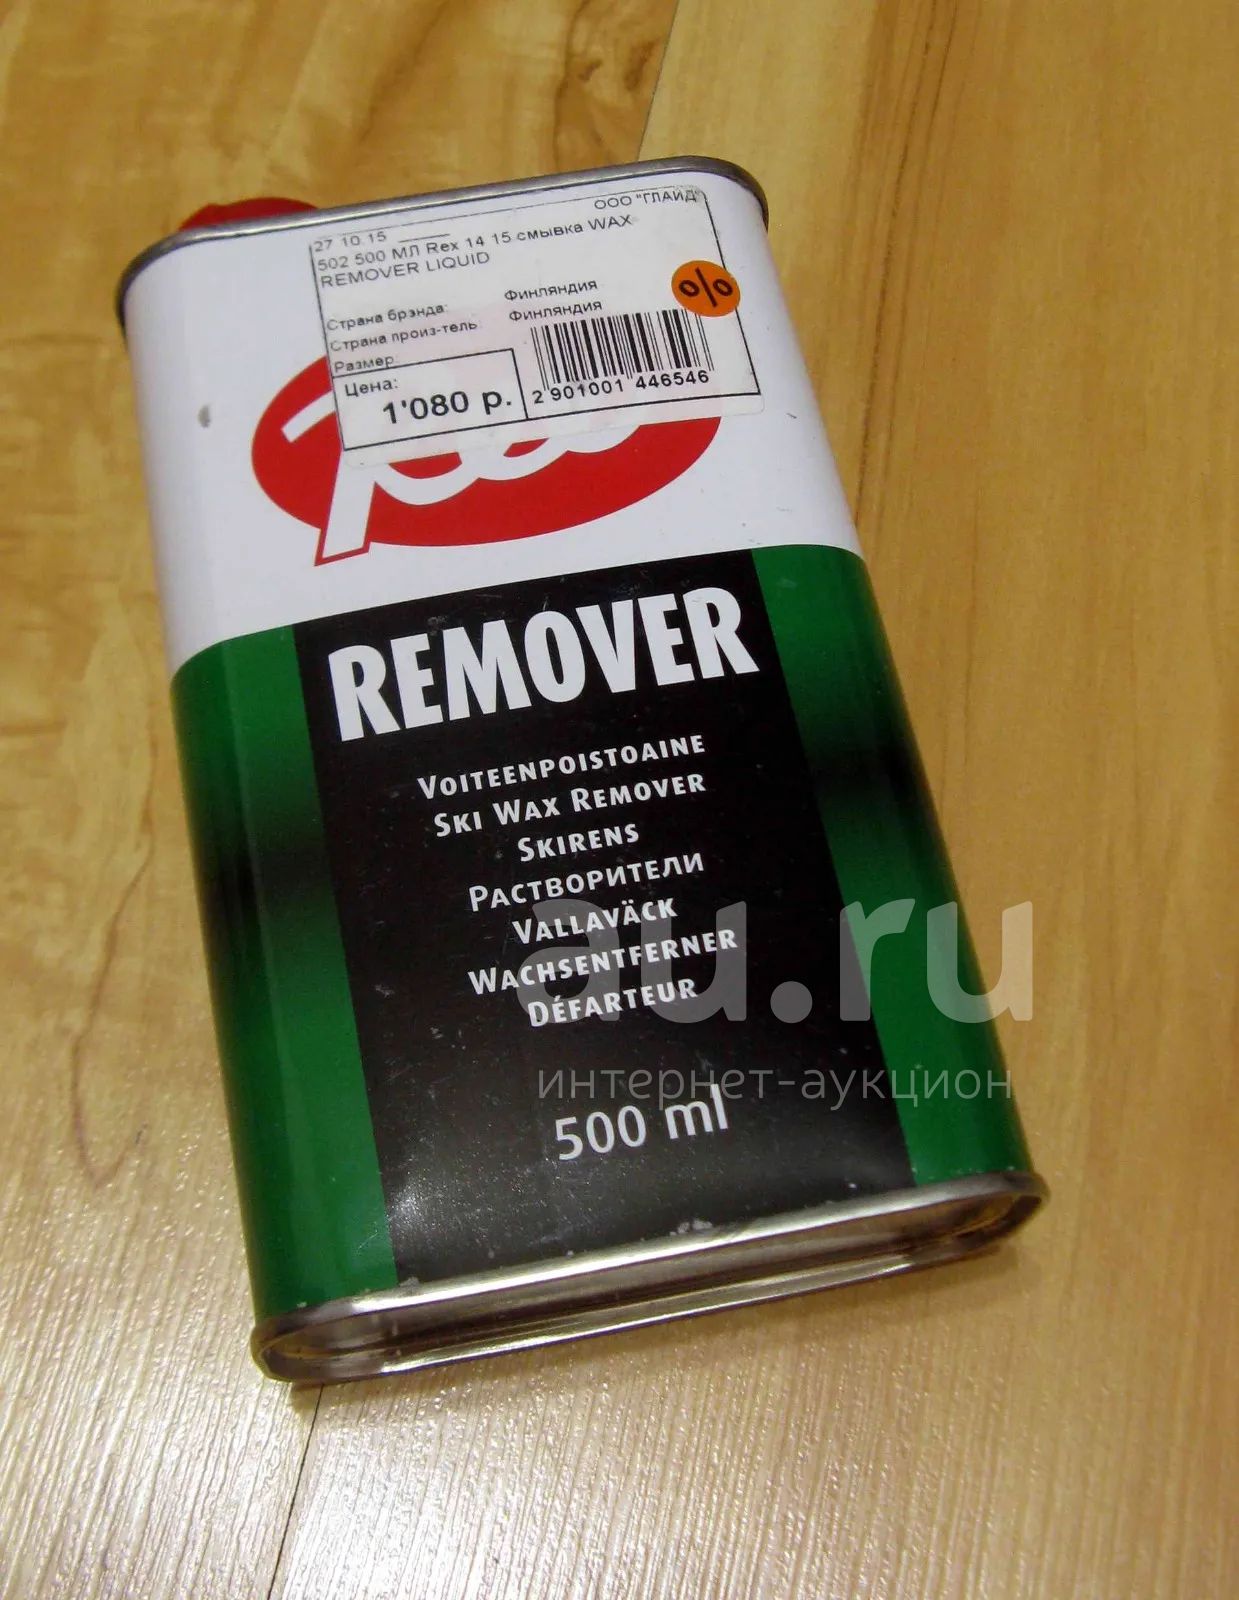 ООО "ГЛАЙД"
27 10.15
502 500 МЛ Rex 14 15 смывка WAX
REMOVER LIQUID
Страна брэнда: Финляндия
Страна произ-тель: Финляндия
Размер:
Цена:
1'080 р.
2 901001 446546
%
REMOVER
VOITEENPOISTOAINE
SKI WAX REMOVER
SKIRENS
РАСТВОРИТЕЛИ
VALLAVÄCK
WACHSENTFERNER
DÉFARTEUR
500 ml
au.ru
интернет-аукцион